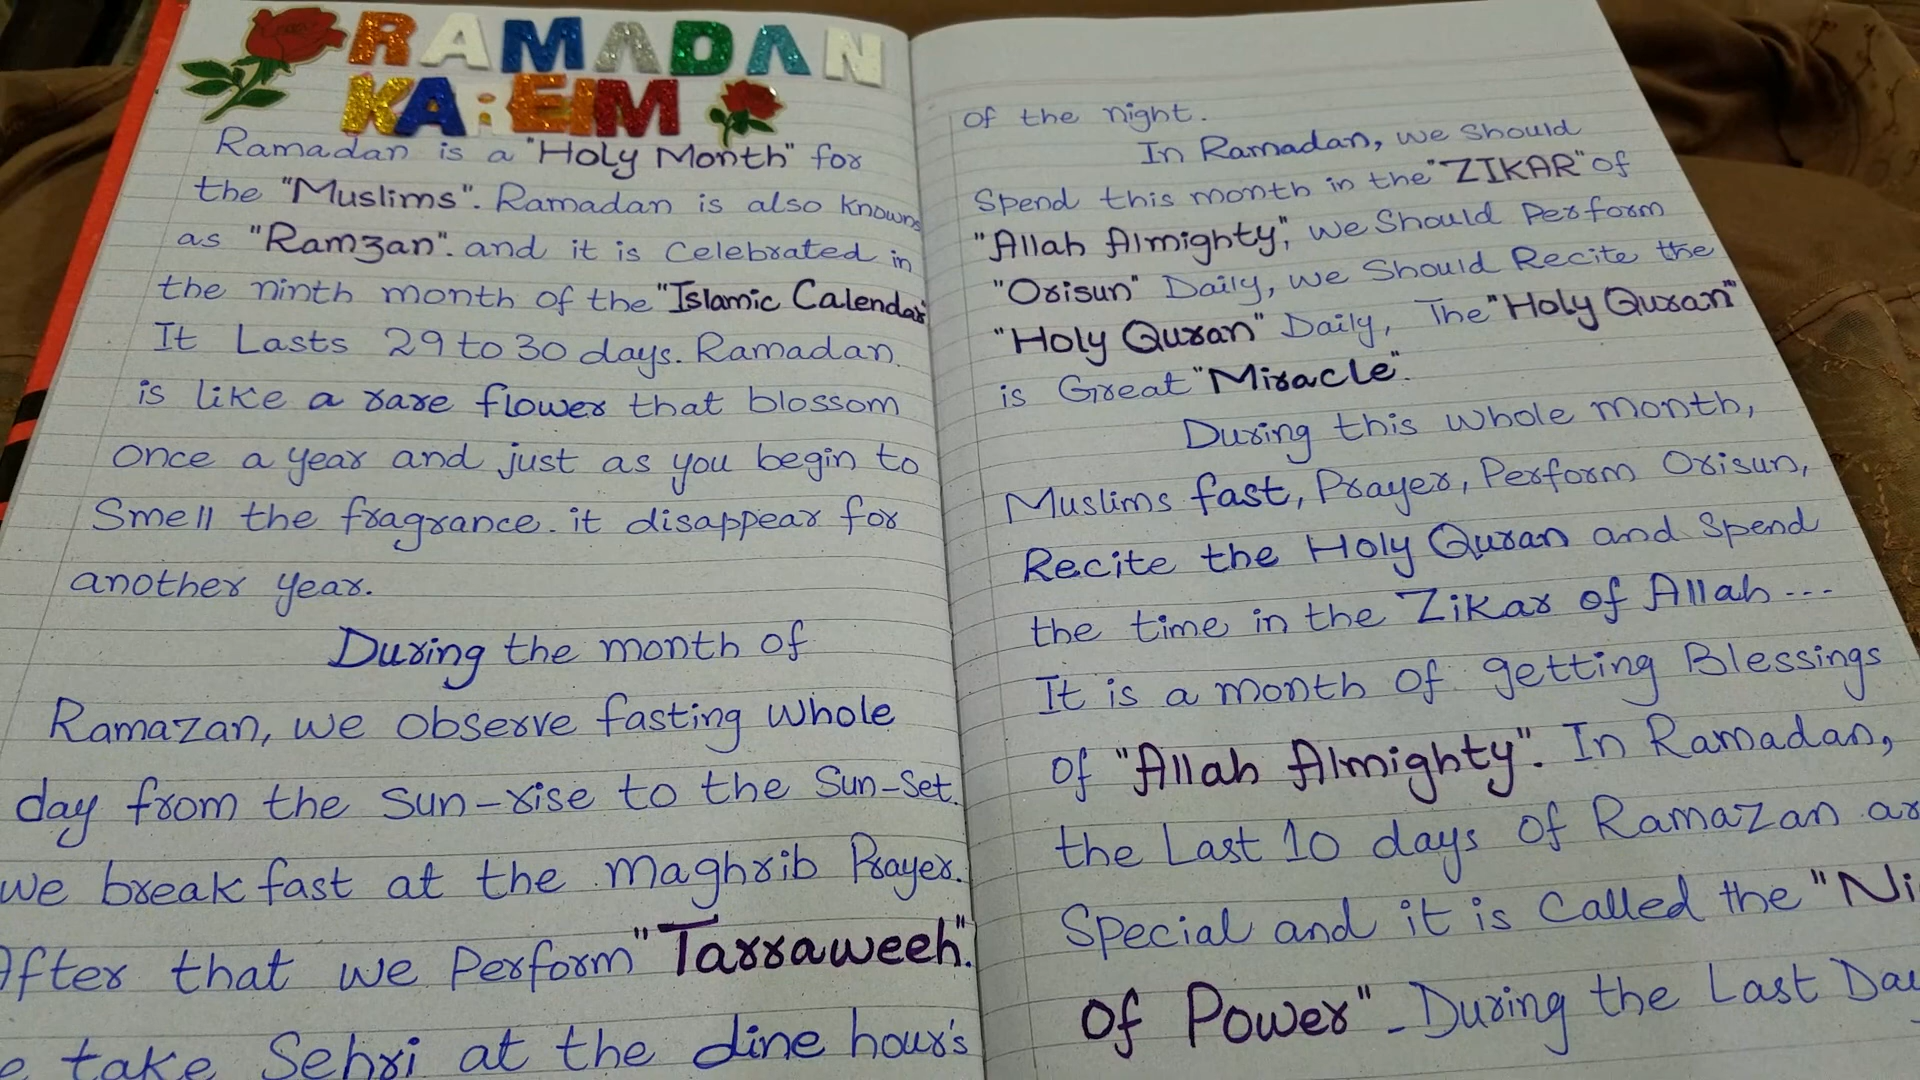 RAMADAN
KAREIM
Ramadan is a "Holy Month" for
the "Muslims". Ramadan is also Knowns
as "Ramzan". and it is Celebrated in
the ninth month of the "Islamic Calendar"
It Lasts 29 to 30 days. Ramadan
is like a rare flower that blossom
Once a year and just as you begin to
Smell the fragrance. it disappear for
another year.
During the month of
Ramazan, we observe fasting whole
day from the Sun-rise to the Sun-Set.
we break fast at the Maghrib Prayer.
After that we Perform "Tarraweeh".
take Sehri at the dine hour's
of the night.
In Ramadan, we should
Spend this month in the "ZIKAR" of
"Allah Almighty", we Should Perform
"Orisun" Daily, we Should Recite the
"Holy Quran" Daily, The "Holy Quran"
is Great "Miracle".
During this whole month,
Muslims fast, Prayer, Perform Orisun,
Recite the Holy Quran and Spend
the time in the Zikar of Allah ...
It is a month of getting Blessings
of "Allah Almighty". In Ramadan,
the Last 10 days of Ramazan ar
Special and it is Called the "Ni
Of Power" - During the Last Day